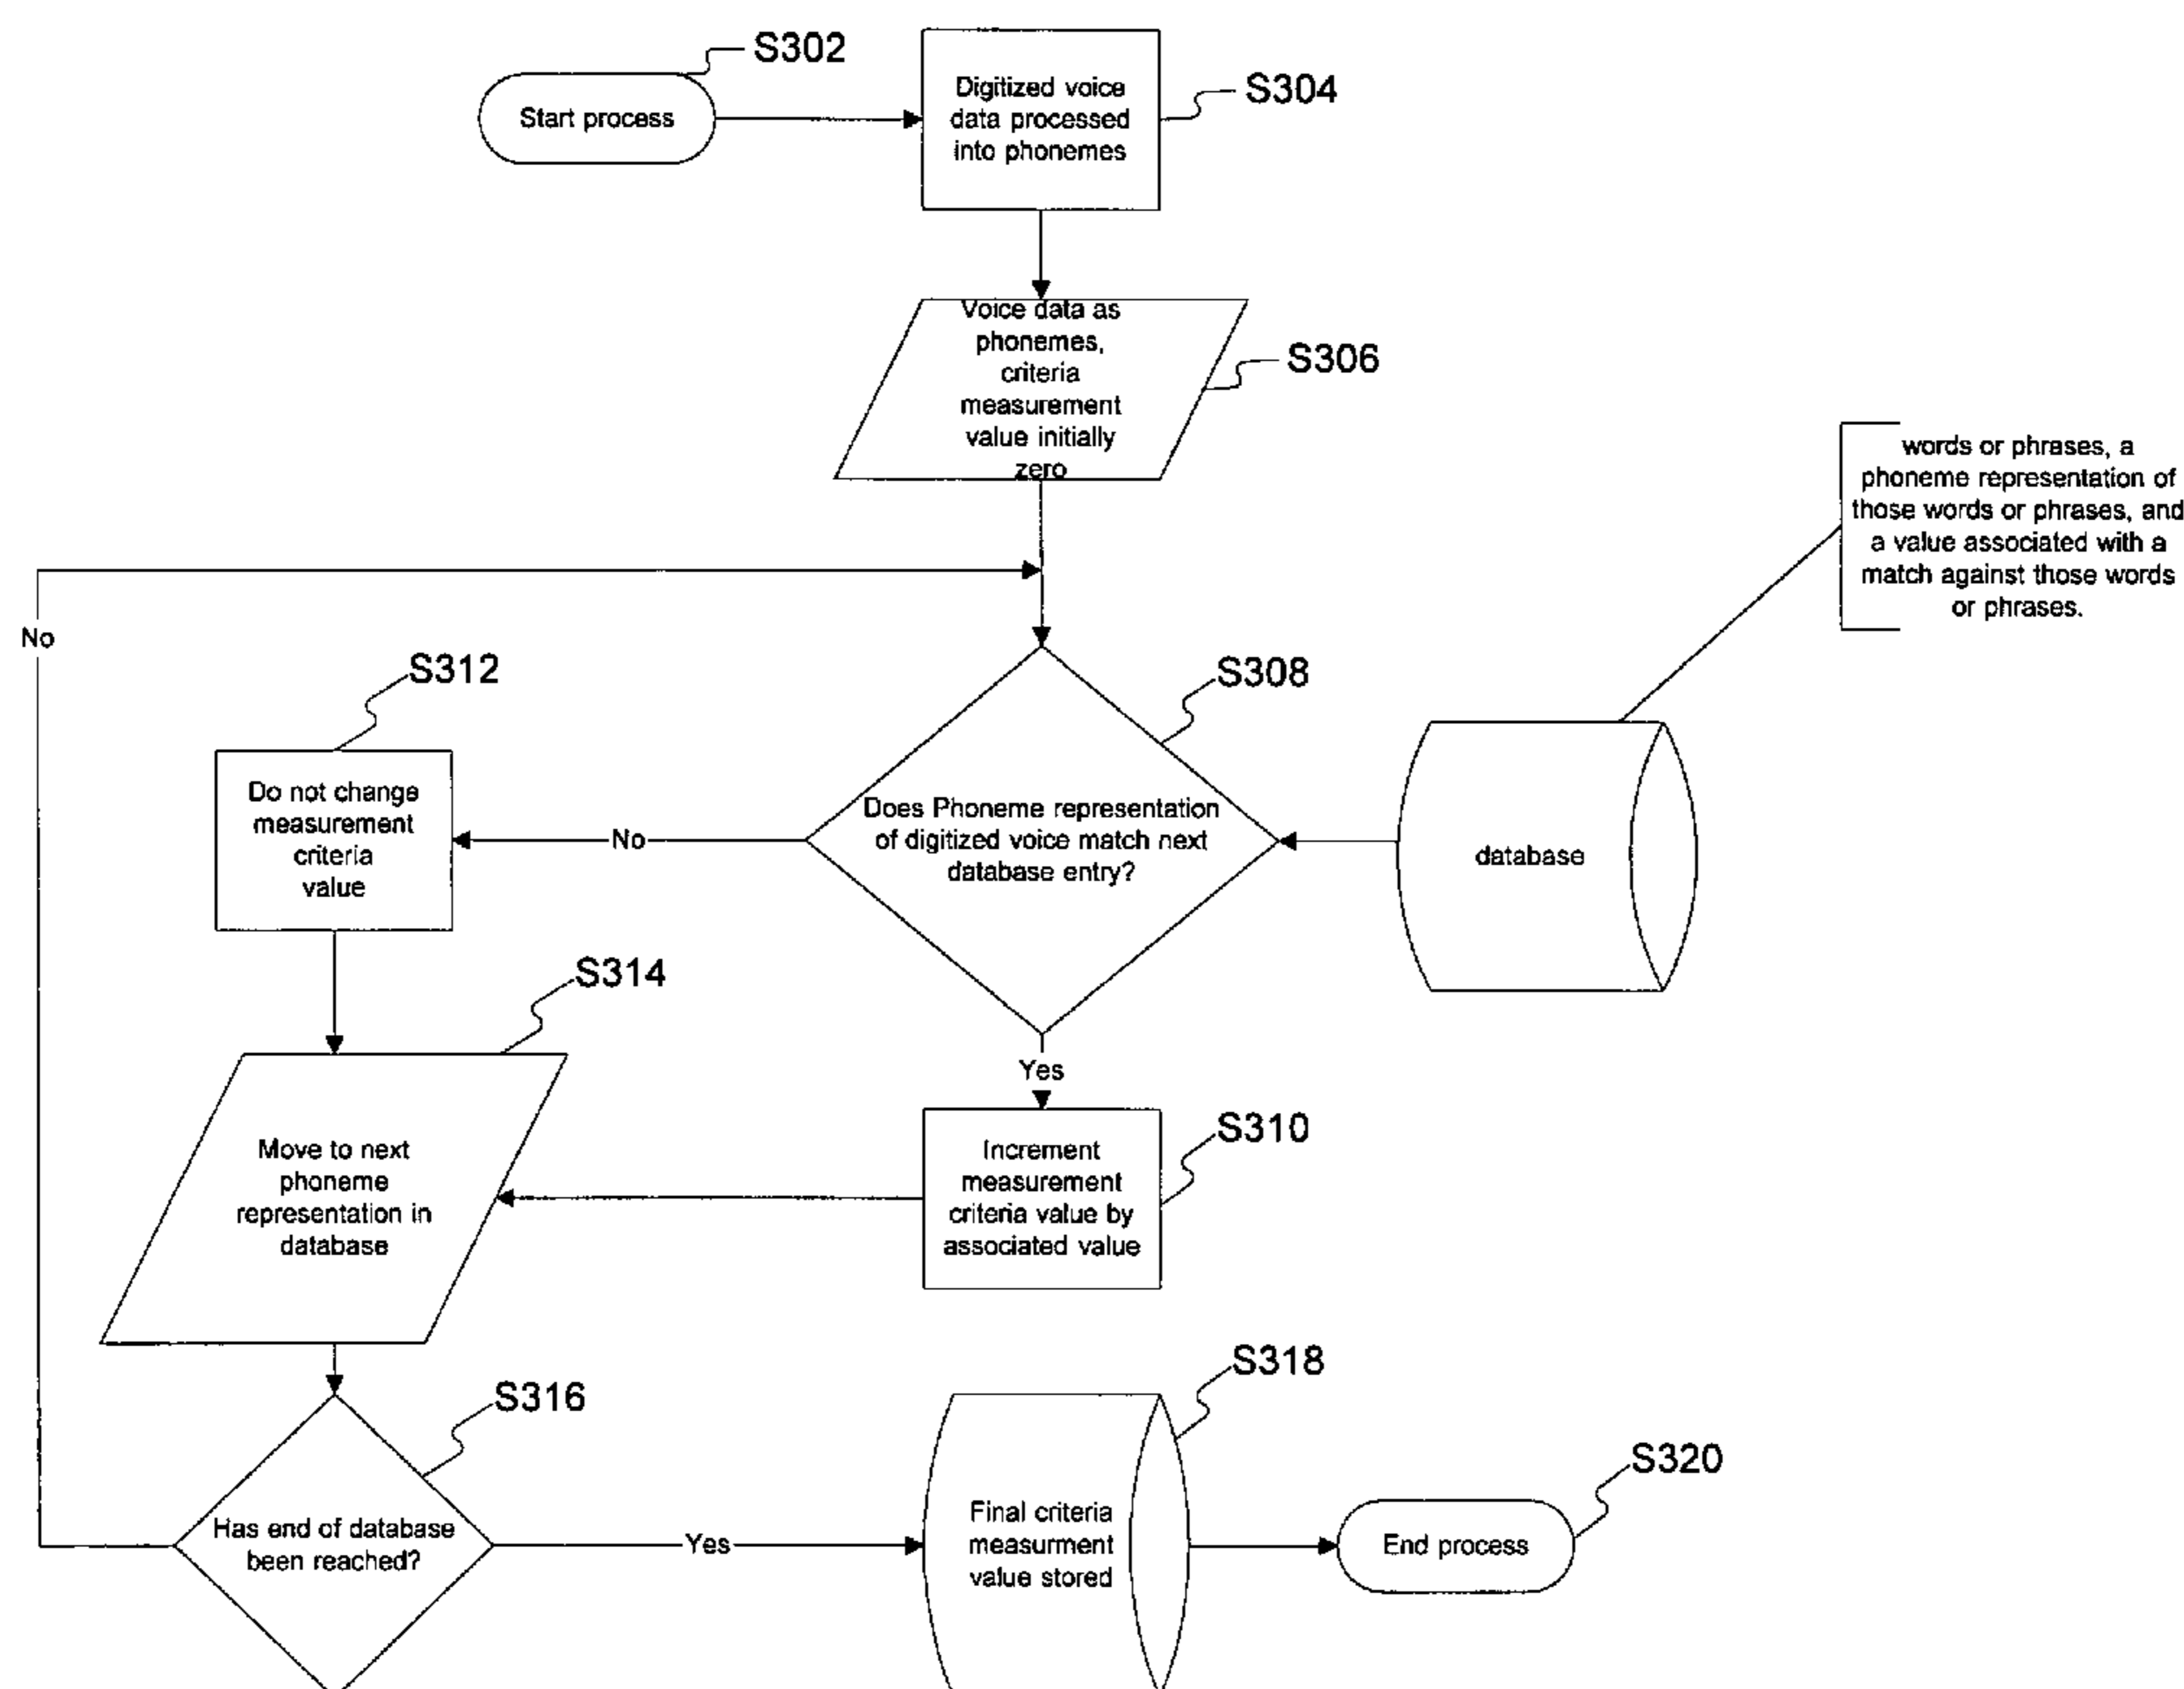 S302
Start process
Digitized voice
data processed
into phonemes
S304
Voice data as
phonemes,
criteria
measurement
value initially
zero
S306
words or phrases, a
phoneme representation of
those words or phrases, and
a value associated with a
match against those words
or phrases.
No
S312
S308
Do not change
measurement
criteria
value
No
Does Phoneme representation
of digitized voice match next
database entry?
database
S314
Yes
Move to next
phoneme
representation in
database
Increment
measurement
criteria value by
associated value
S310
S316
S318
Has end of database
been reached?
Yes
Final criteria
measurment
value stored
S320
End process